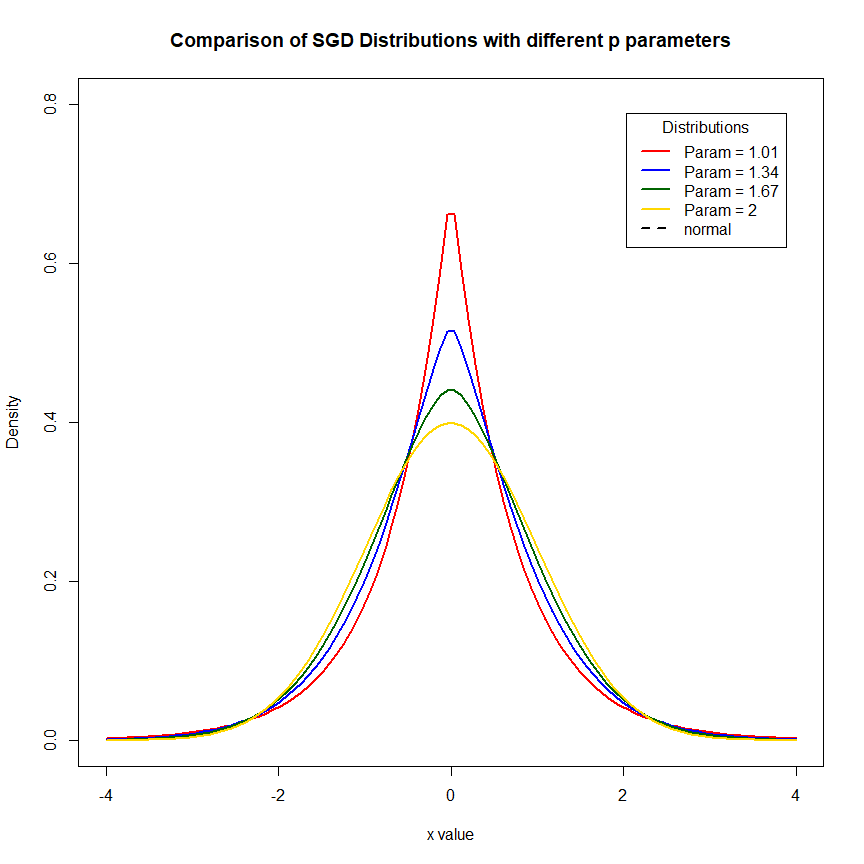 Comparison of SGD Distributions with different p parameters
Distributions
Param = 1.01
Param = 1.34
Param = 1.67
Param = 2
normal
Density
0.8
0.6
0.4
0.2
0.0
-4 -2 0 2 4
x value